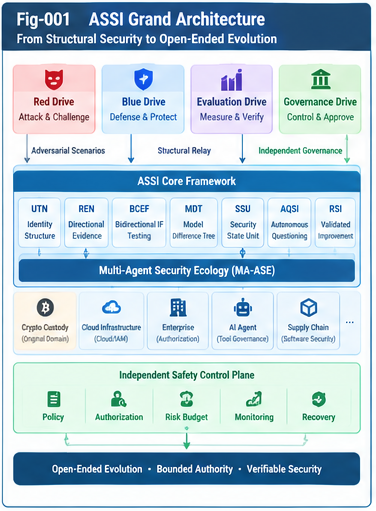 Fig-001 ASSI Grand Architecture
From Structural Security to Open-Ended Evolution
Red Drive
Attack & Challenge
Blue Drive
Defense & Protect
Evaluation Drive
Measure & Verify
Governance Drive
Control & Approve
Adversarial Scenarios
Stuctural Relay
Independent Governance
ASSI Core Framework
UTN
Identity
Structure
REN
Directional
Evidence
BCEF
Bidirectional IF
Testing
MDT
Model
Difference Tree
SSU
Security
State Unit
AQSI
Autonomous
Questioning
RSI
Validated
Improvement
Multi-Agent Security Ecology (MA-ASE)
Crypto Custody
(Original Domain)
Cloud Infrastructure
(Cloud/IAM)
Enterprise
(Authorization)
AI Agent
(Tool Governance)
Supply Chain
(Software Security)
...
Independent Safety Control Plane
Policy
Authorization
Risk Budget
Monitoring
Recovery
Open-Ended Evolution • Bounded Authority • Verifiable Security